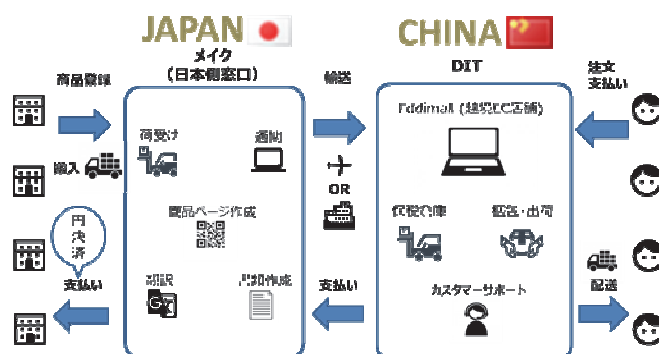 JAPAN
CHINA
メイク
(日本側窓口)
DIT
商品登録
輸送
注文
支払い
荷受け
通関
搬入
OR
商品ページ作成
保税倉庫
梱送・出荷
円
決
済
支払い
翻訳
支払い
カスタマーサポート
配送